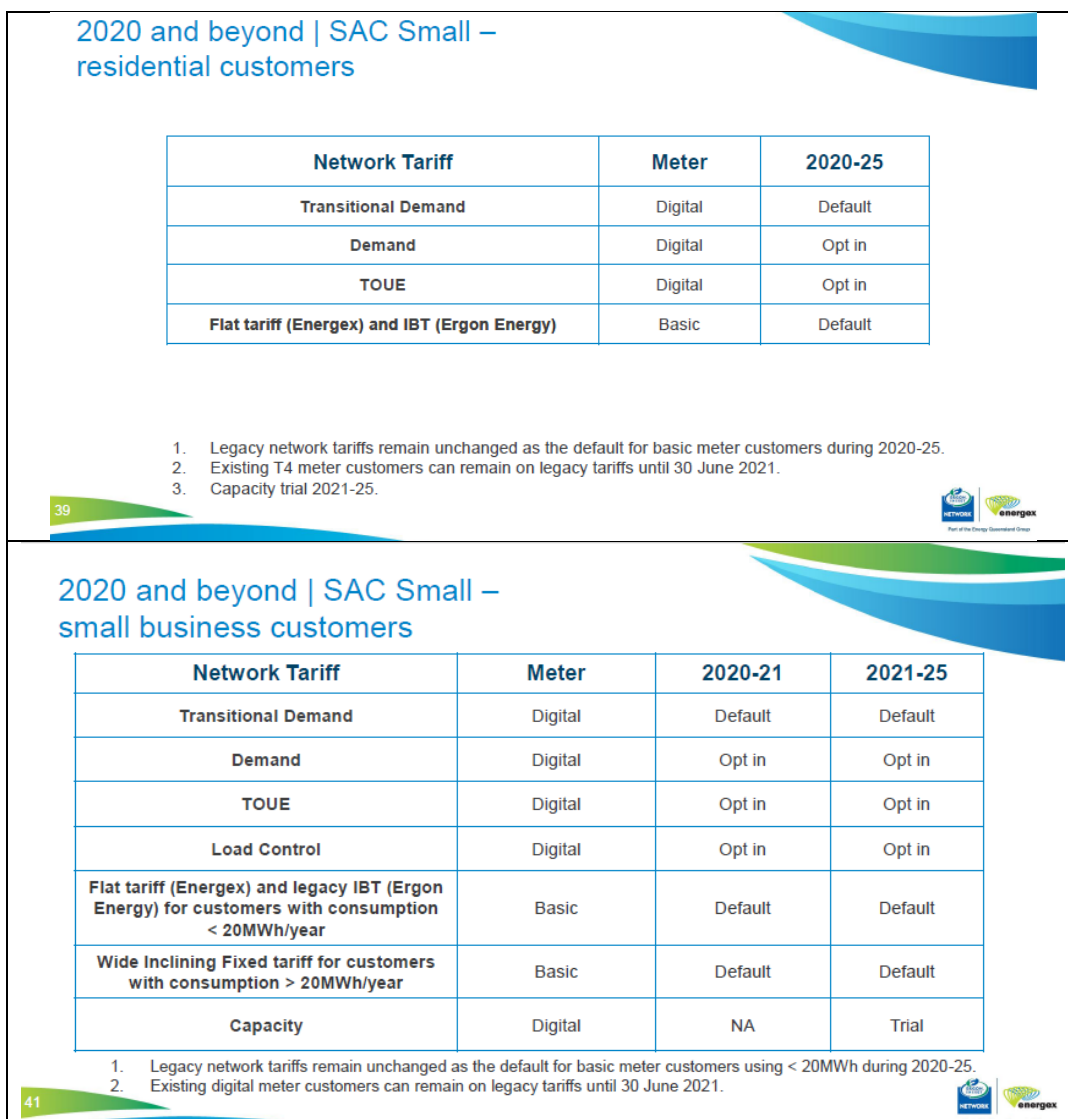 2020 and beyond | SAC Small –
residential customers
Network Tariff Meter 2020-25
Transitional Demand Digital Default
Demand Digital Opt in
TOUE Digital Opt in
Flat tariff (Energex) and IBT (Ergon Energy) Basic Default
1. Legacy network tariffs remain unchanged as the default for basic meter customers during 2020-25.
2. Existing T4 meter customers can remain on legacy tariffs until 30 June 2021.
3. Capacity trial 2021-25.
39
NETWORK
energex
Part of the Energy Queensland Group
2020 and beyond | SAC Small –
small business customers
Network Tariff Meter 2020-21 2021-25
Transitional Demand Digital Default Default
Demand Digital Opt in Opt in
TOUE Digital Opt in Opt in
Load Control Digital Opt in Opt in
Flat tariff (Energex) and legacy IBT (Ergon
Energy) for customers with consumption
< 20MWh/year
Basic Default Default
Wide Inclining Fixed tariff for customers
with consumption > 20MWh/year
Basic Default Default
Capacity Digital NA Trial
1. Legacy network tariffs remain unchanged as the default for basic meter customers using < 20MWh during 2020-25.
2. Existing digital meter customers can remain on legacy tariffs until 30 June 2021.
41
NETWORK
energex